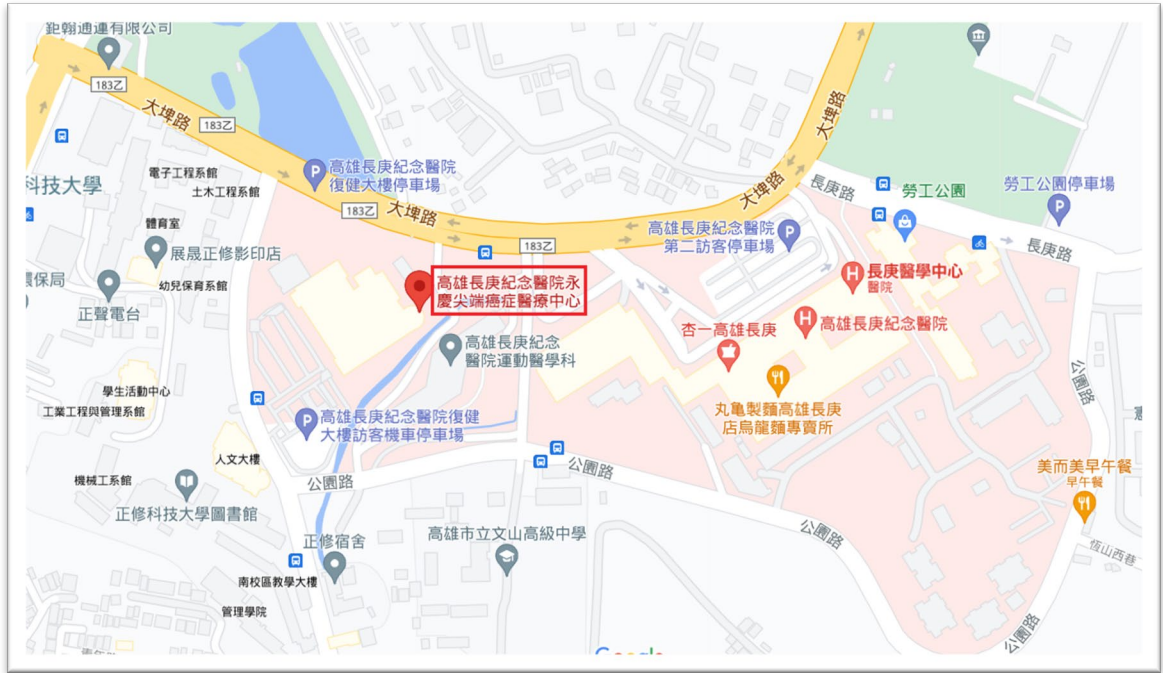 鉅翰通運有限公司
183乙
大埤路
183乙
科技大學
電子工程系館
土木工程系館
高雄長庚紀念醫院
復健大樓停車場
183乙
大埤路
體育室
展晟正修影印店
環保局
幼兒保育系館
正聲電台
大埤路
大埤路
長庚路
勞工公園
勞工公園停車場
高雄長庚紀念醫院
第二訪客停車場
183乙
長庚路
長庚醫學中心
醫院
高雄長庚紀念醫院永
慶尖端癌症醫療中心
高雄長庚紀念醫院
杏一高雄長庚
高雄長庚紀念
醫院運動醫學科
丸亀製麵高雄長庚
店烏龍麵專賣所
公園路
學生活動中心
工業工程與管理系館
高雄長庚紀念醫院復健
大樓訪客機車停車場
人文大樓
機械工系館
公園路
公園路
美而美早午餐
早午餐
正修科技大學圖書館
正修宿舍
高雄市立文山高級中學
公園路
恆山西巷
南校區教學大樓
管理學院
公園路